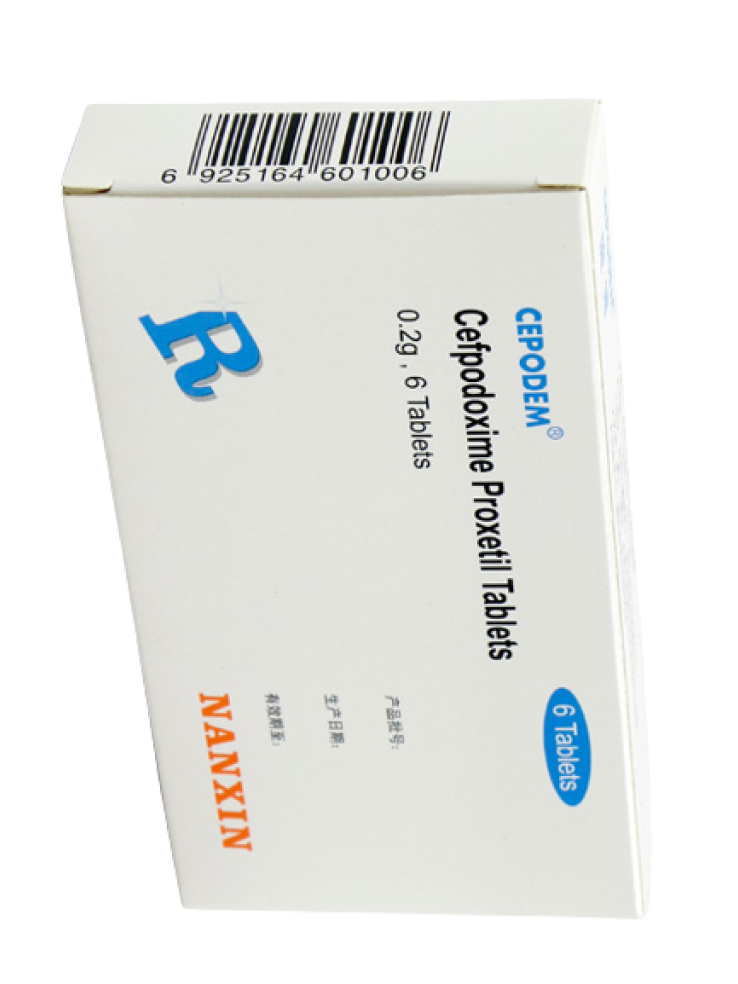 6 925164 601006
CEPODEM®
Cefpodoxime Proxetil Tablets
0.2g , 6 Tablets
R
6 Tablets
产品批号:
生产日期:
有效期至:
NANXIN